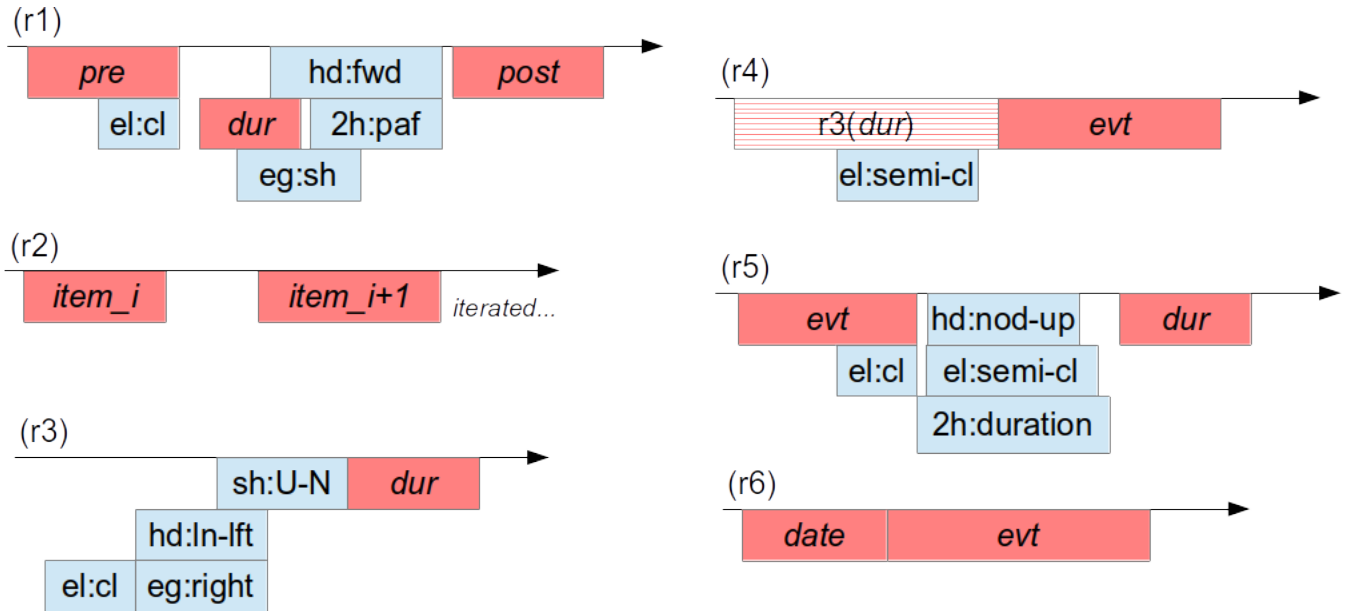 (r1)
pre
hd:fwd
post
el:cl
dur
2h:paf
eg:sh
(r2)
item_i
item_i+1
iterated...
(r3)
sh:U-N
dur
hd:ln-lft
el:cl
eg:right
(r4)
r3(dur)
evt
el:semi-cl
(r5)
evt
hd:nod-up
dur
el:cl
el:semi-cl
2h:duration
(r6)
date
evt